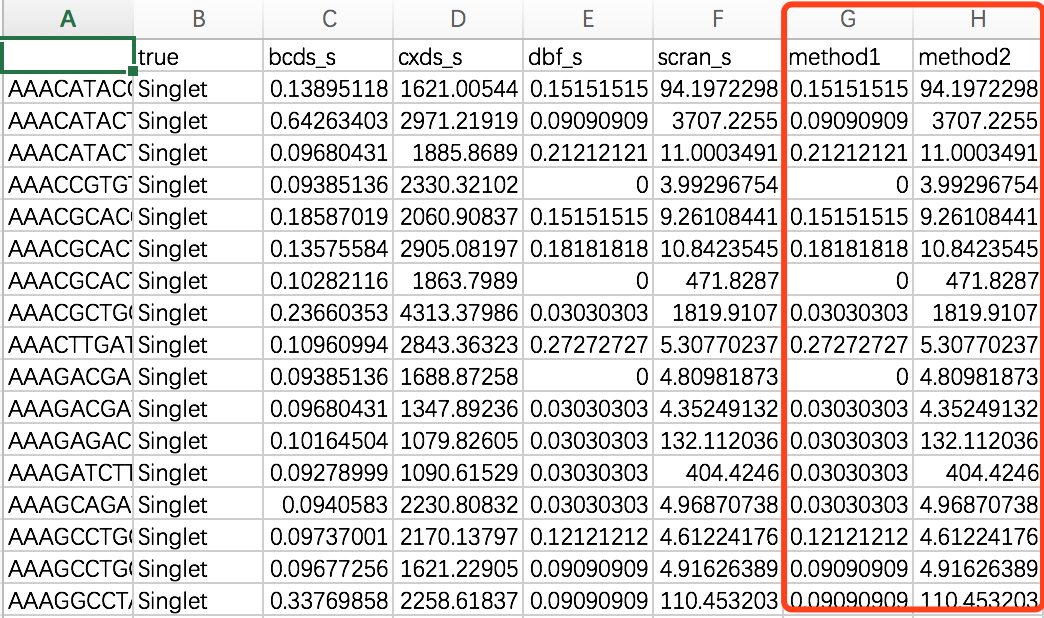 A B C D E F G H
true bcds_s cxds_s dbf_s scran_s method1 method2
AAACATACC Singlet 0.13895118 1621.00544 0.15151515 94.1972298 0.15151515 94.1972298
AAACATACT Singlet 0.64263403 2971.21919 0.09090909 3707.2255 0.09090909 3707.2255
AAACATACT Singlet 0.09680431 1885.8689 0.21212121 11.0003491 0.21212121 11.0003491
AAACCGTGT Singlet 0.09385136 2330.32102 0 3.99296754 0 3.99296754
AAACGCAC Singlet 0.18587019 2060.90837 0.15151515 9.26108441 0.15151515 9.26108441
AAACGCACT Singlet 0.13575584 2905.08197 0.18181818 10.8423545 0.18181818 10.8423545
AAACGCACT Singlet 0.10282116 1863.7989 0 471.8287 0 471.8287
AAACGCTG Singlet 0.23660353 4313.37986 0.03030303 1819.9107 0.03030303 1819.9107
AAACTTGAT Singlet 0.10960994 2843.36323 0.27272727 5.30770237 0.27272727 5.30770237
AAAGACGA Singlet 0.09385136 1688.87258 0 4.80981873 0 4.80981873
AAAGACGA Singlet 0.09680431 1347.89236 0.03030303 4.35249132 0.03030303 4.35249132
AAAGAGAC Singlet 0.10164504 1079.82605 0.03030303 132.112036 0.03030303 132.112036
AAAGATCTT Singlet 0.09278999 1090.61529 0.03030303 404.4246 0.03030303 404.4246
AAAGCAGA Singlet 0.0940583 2230.80832 0.03030303 4.96870738 0.03030303 4.96870738
AAAGCCTG Singlet 0.09737001 2170.13797 0.12121212 4.61224176 0.12121212 4.61224176
AAAGCCTG Singlet 0.09677256 1621.22905 0.09090909 4.91626389 0.09090909 4.91626389
AAAGGCCTA Singlet 0.33769858 2258.61837 0.09090909 110.453203 0.09090909 110.453203